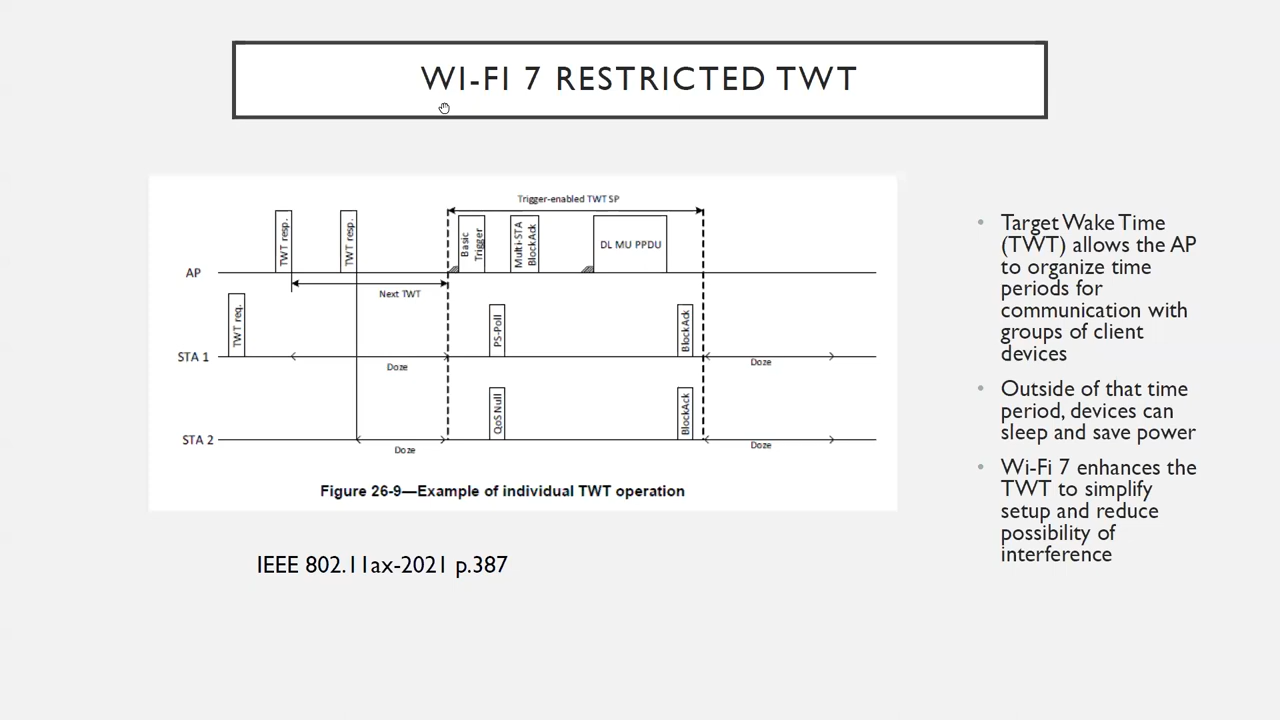 WI-FI 7 RESTRICTED TWT
Trigger-enabled TWT SP
TWT resp.
TWT resp.
Basic
Trigger
Multi-STA
BlockAck
DL MU PPDU
AP
Next TWT
TWT req.
PS-Poll
BlockAck
STA 1
Doze
Doze
QoS Null
BlockAck
STA 2
Doze
Doze
Figure 26-9—Example of individual TWT operation
IEEE 802.11ax-2021 p.387
• Target Wake Time
(TWT) allows the AP
to organize time
periods for
communication with
groups of client
devices
• Outside of that time
period, devices can
sleep and save power
• Wi-Fi 7 enhances the
TWT to simplify
setup and reduce
possibility of
interference